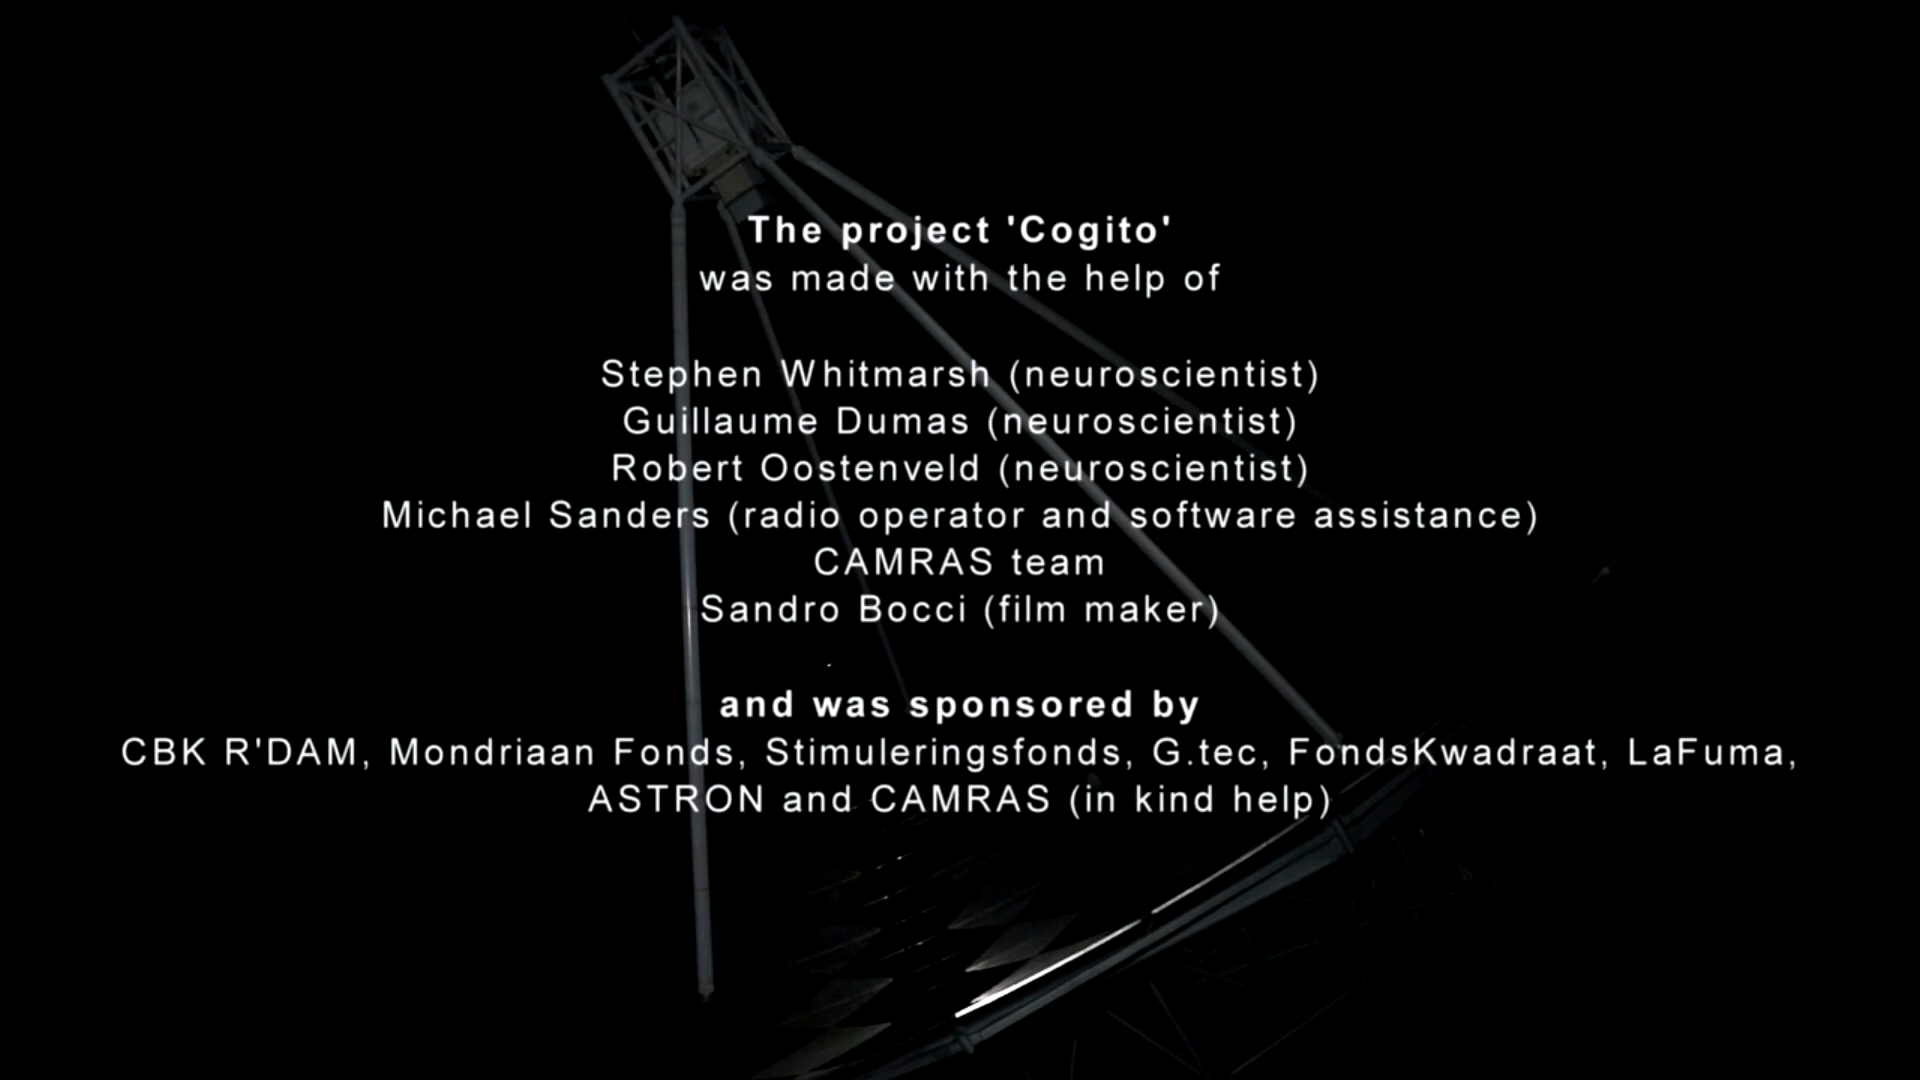 The project 'Cogito'
was made with the help of
Stephen Whitmarsh (neuroscientist)
Guillaume Dumas (neuroscientist)
Robert Oostenveld (neuroscientist)
Michael Sanders (radio operator and software assistance)
CAMRAS team
Sandro Bocci (film maker)
and was sponsored by
CBK R'DAM, Mondriaan Fonds, Stimuleringsfonds, G.tec, FondsKwadraat, LaFuma,
ASTRON and CAMRAS (in kind help)